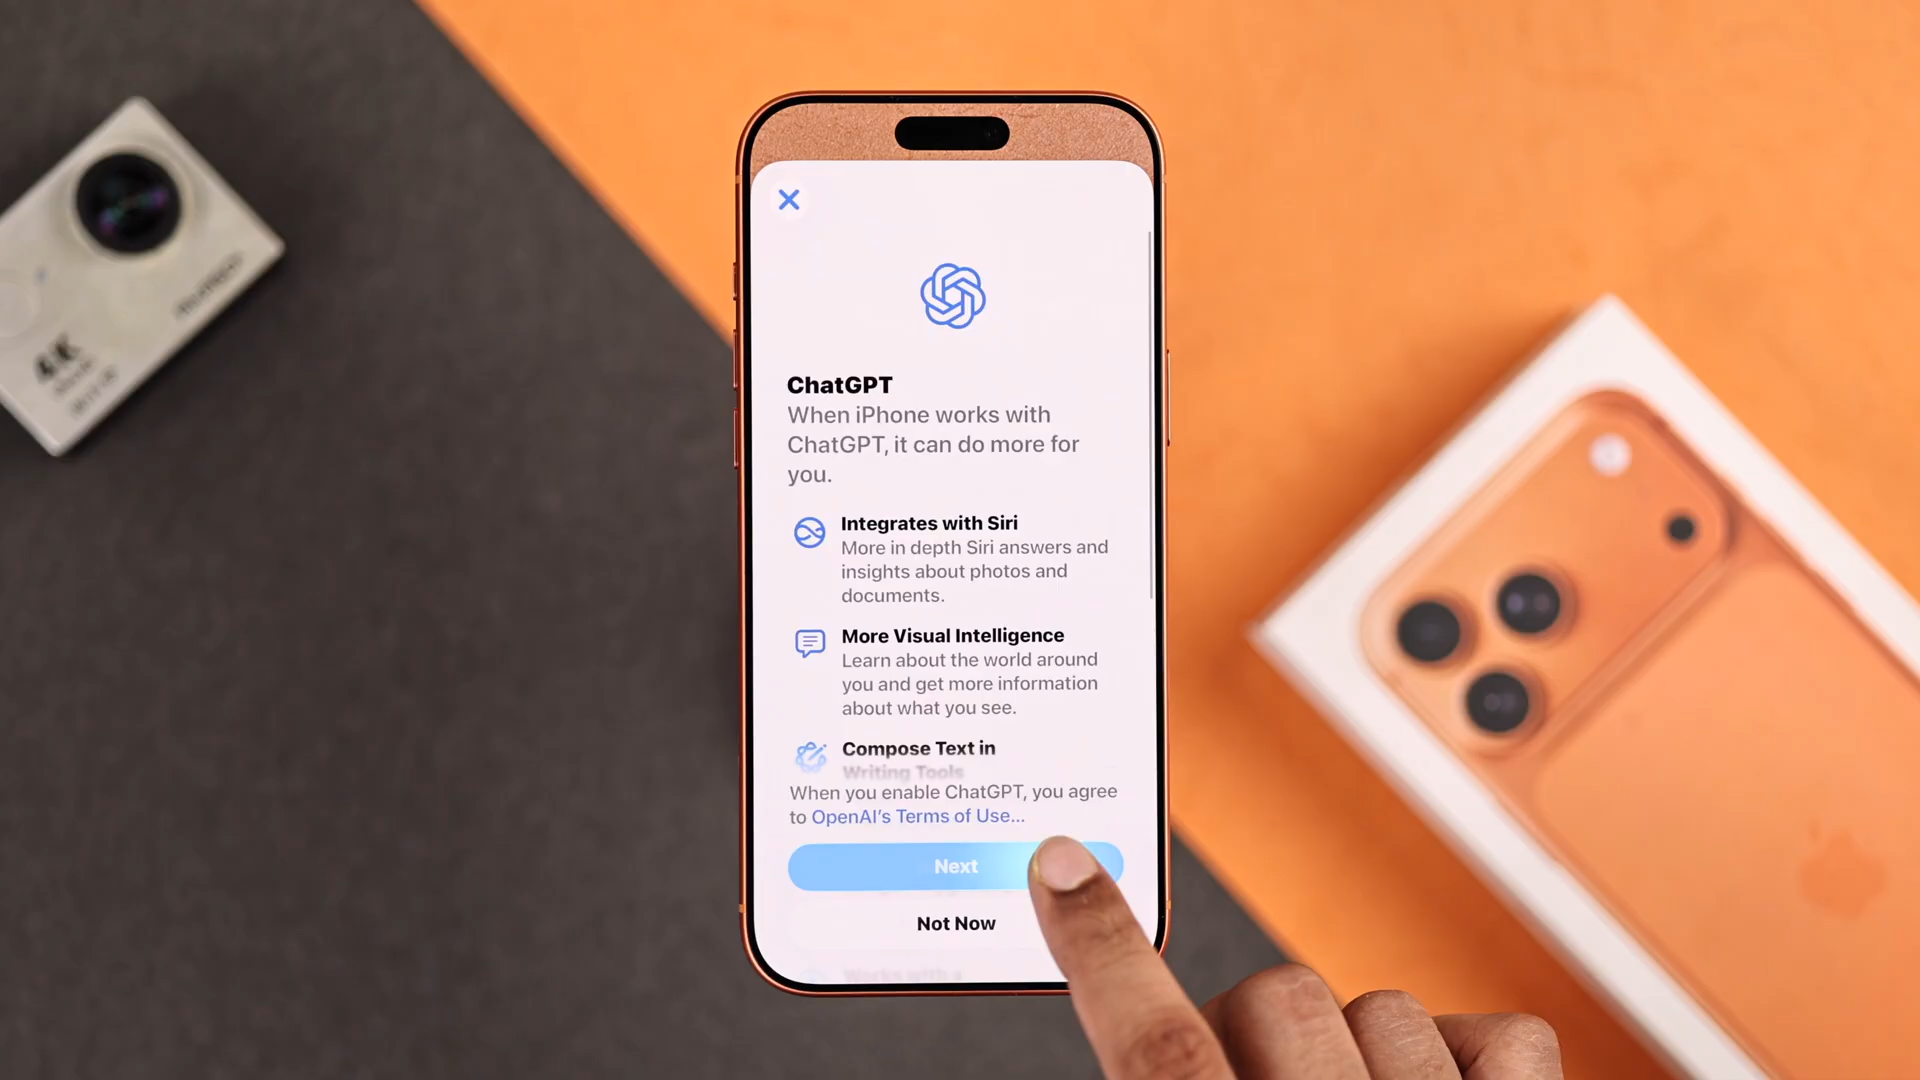 ChatGPT
When iPhone works with
ChatGPT, it can do more for
you.
Integrates with Siri
More in depth Siri answers and
insights about photos and
documents.
More Visual Intelligence
Learn about the world around
you and get more information
about what you see.
Compose Text in
Writing Tools
When you enable ChatGPT, you agree
to OpenAI's Terms of Use...
Next
Not Now
Works with a
4K